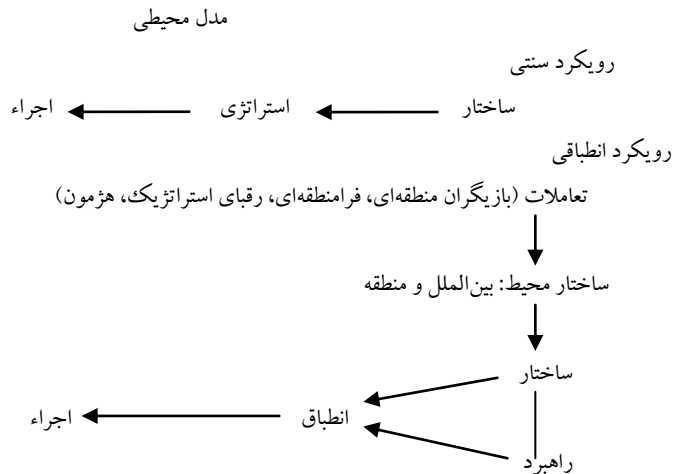 مدل محیطی
رویکرد سنتی
ساختار استراتژی اجراء
رویکرد انطباقی
تعاملات (بازیگران منطقه‌ای، فرامنطقه‌ای، رقبای استراتژیک، هژمون)
ساختار محیط: بین‌الملل و منطقه
ساختار
انطباق اجراء
راهبرد